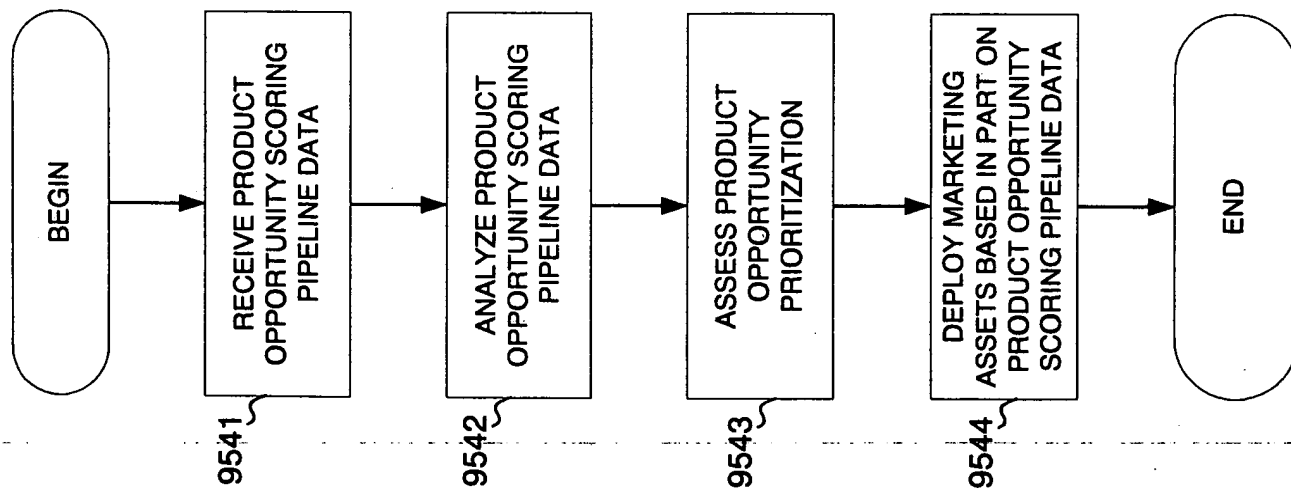 BEGIN
9541
RECEIVE PRODUCT
OPPORTUNITY SCORING
PIPELINE DATA
9542
ANALYZE PRODUCT
OPPORTUNITY SCORING
PIPELINE DATA
9543
ASSESS PRODUCT
OPPORTUNITY
PRIORITIZATION
9544
DEPLOY MARKETING
ASSETS BASED IN PART ON
PRODUCT OPPORTUNITY
SCORING PIPELINE DATA
END